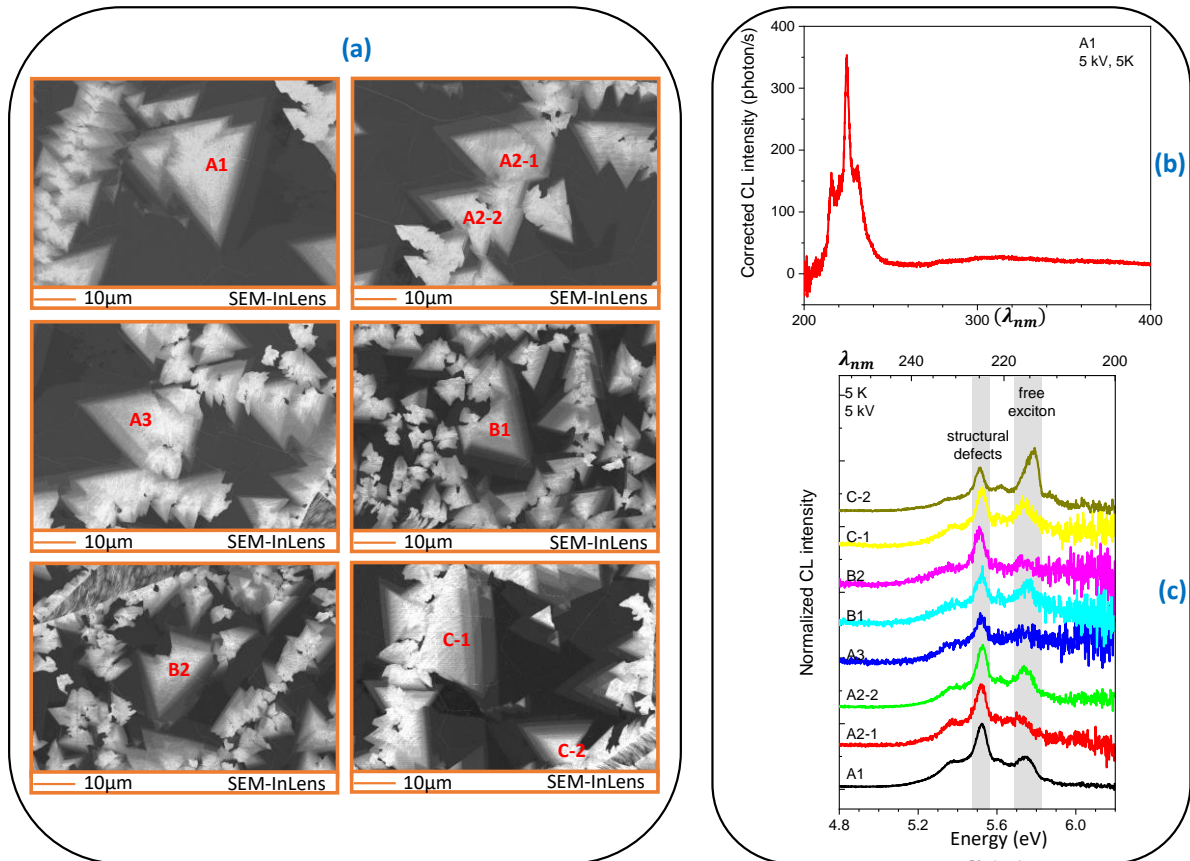 (a)
A1
10µm SEM-InLens
A2-1
A2-2
10µm SEM-InLens
A3
10µm SEM-InLens
B1
10µm SEM-InLens
B2
10µm SEM-InLens
C-1
C-2
10µm SEM-InLens
(b)
A1
5 kV, 5K
Corrected CL intensity (photon/s)
400
300
200
100
0
200 300 400
(λnm)
(c)
λnm 240 220 200
5 K
5 kV
free
exciton
structural
defects
Normalized CL intensity
C-2
C-1
B2
B1
A3
A2-2
A2-1
A1
4.8 5.2 5.6 6.0
Energy (eV)